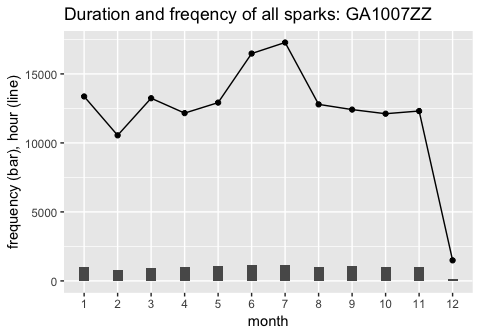 Duration and freqency of all sparks: GA1007ZZ
frequency (bar), hour (line)
15000
10000
5000
0
1 2 3 4 5 6 7 8 9 10 11 12
month